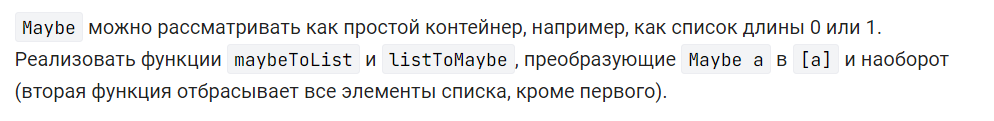 Maybe можно рассматривать как простой контейнер, например, как список длины 0 или 1.
Реализовать функции maybeToList и listToMaybe, преобразующие Maybe a в [a] и наоборот
(вторая функция отбрасывает все элементы списка, кроме первого).